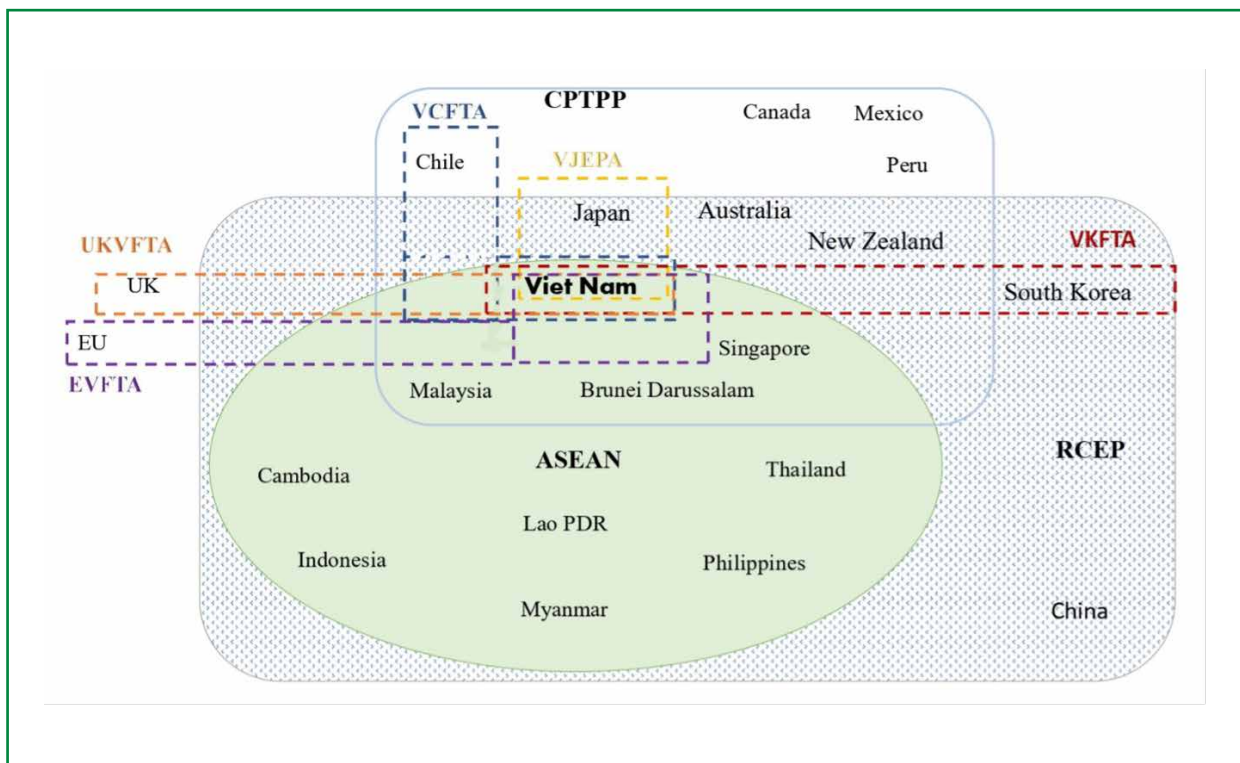 CPTPP
VCFTA
Canada
Mexico
Chile
VJEPA
Peru
Japan
Australia
New Zealand
UKVFTA
VKFTA
UK
Viet Nam
South Korea
EU
Singapore
EVFTA
Malaysia
Brunei Darussalam
ASEAN
RCEP
Cambodia
Thailand
Lao PDR
Indonesia
Philippines
Myanmar
China